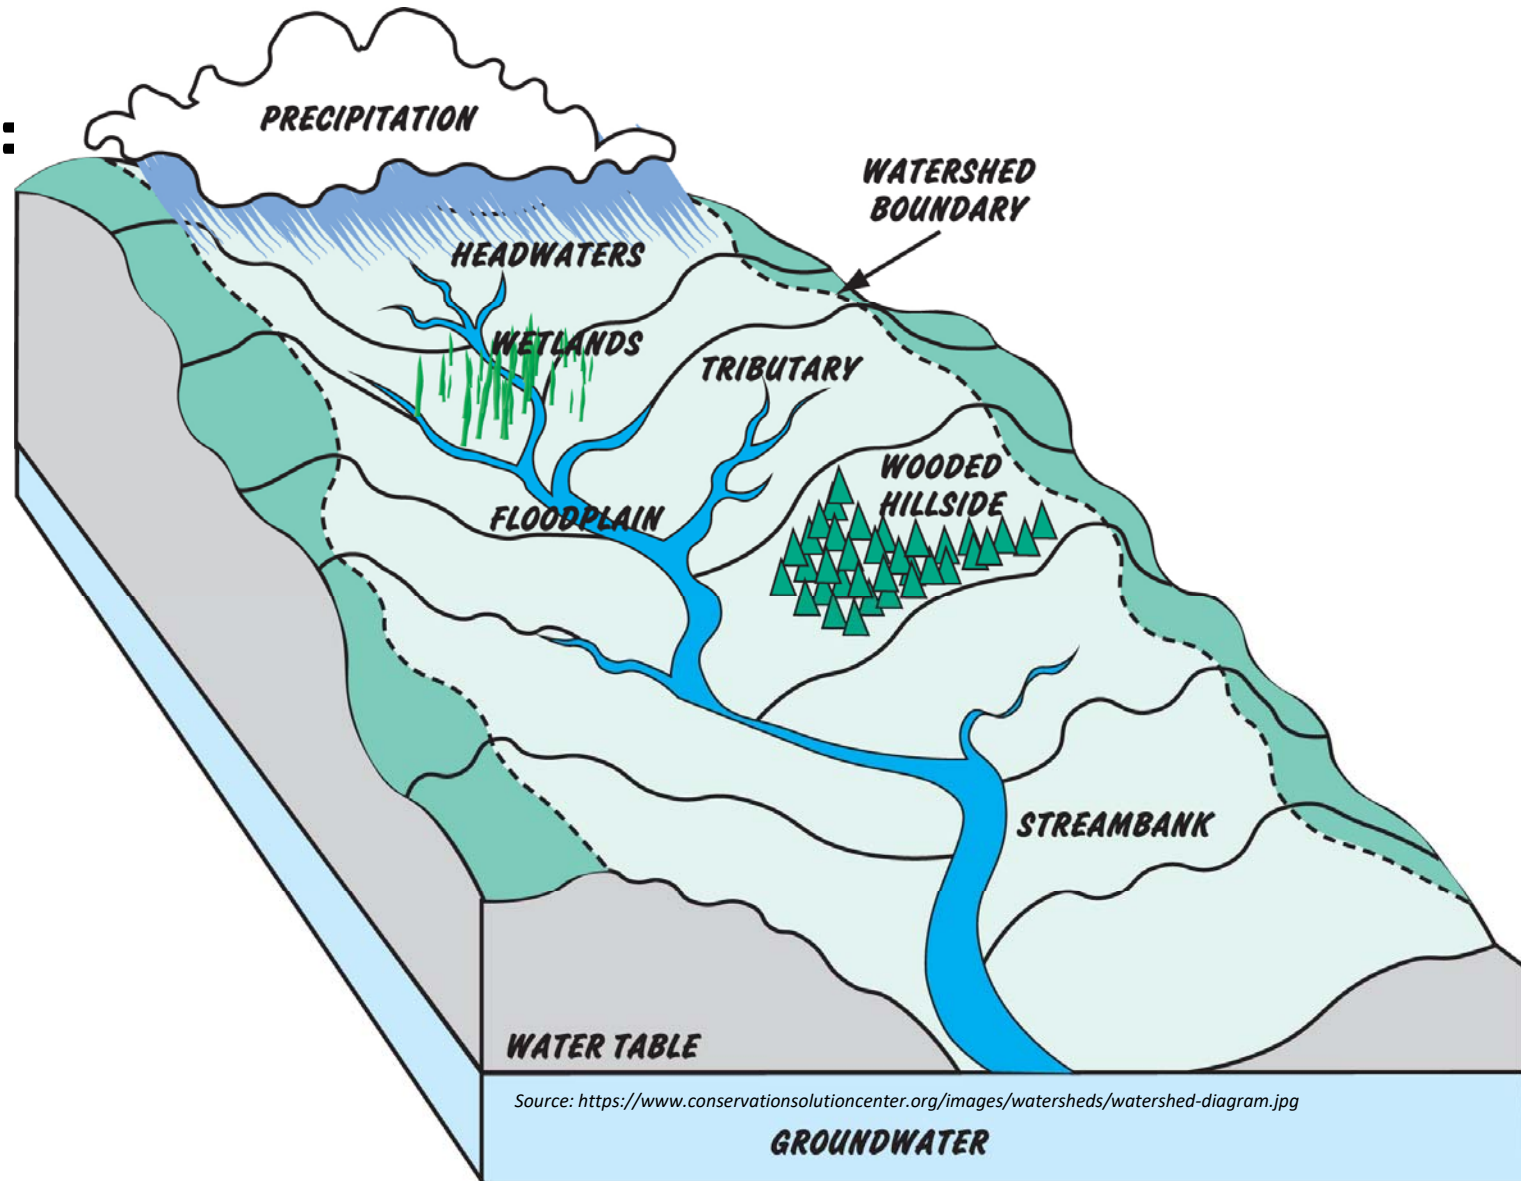 :
PRECIPITATION
WATERSHED
BOUNDARY
HEADWATERS
WETLANDS
TRIBUTARY
WOODED
HILLSIDE
FLOODPLAIN
STREAMBANK
WATER TABLE
Source: https://www.conservationsolutioncenter.org/images/watersheds/watershed-diagram.jpg
GROUNDWATER